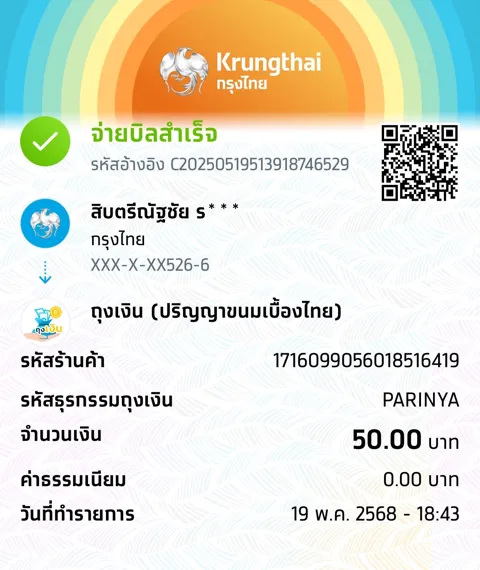 Krungthai
กรุงไทย
จ่ายบิลสำเร็จ
รหัสอ้างอิง C20250519513918746529
สิบตรีณัฐชัย ร***
กรุงไทย
XXX-X-XX526-6
ถุงเงิน
ถุงเงิน (ปริญญาขนมเบื้องไทย)
รหัสร้านค้า 1716099056018516419
รหัสธุรกรรมถุงเงิน PARINYA
จำนวนเงิน 50.00 บาท
ค่าธรรมเนียม 0.00 บาท
วันที่ทำรายการ 19 พ.ค. 2568 - 18:43